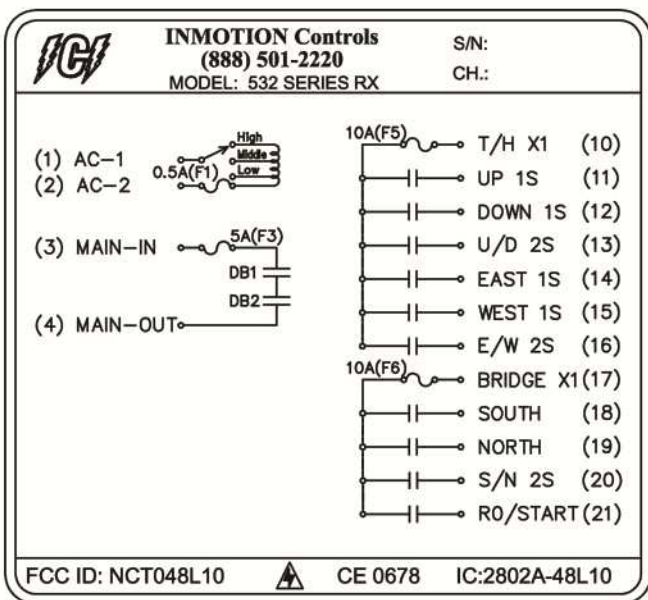 ICI
INMOTION Controls
(888) 501-2220
MODEL: 532 SERIES RX
S/N:
CH.:
(1) AC-1
(2) AC-2
0.5A(F1)
High
Middle
Low
(3) MAIN-IN
5A(F3)
DB1
DB2
(4) MAIN-OUT
10A(F5)
T/H X1 (10)
UP 1S (11)
DOWN 1S (12)
U/D 2S (13)
EAST 1S (14)
WEST 1S (15)
E/W 2S (16)
10A(F6)
BRIDGE X1(17)
SOUTH (18)
NORTH (19)
S/N 2S (20)
RO/START(21)
FCC ID: NCT048L10 CE 0678 IC:2802A-48L10